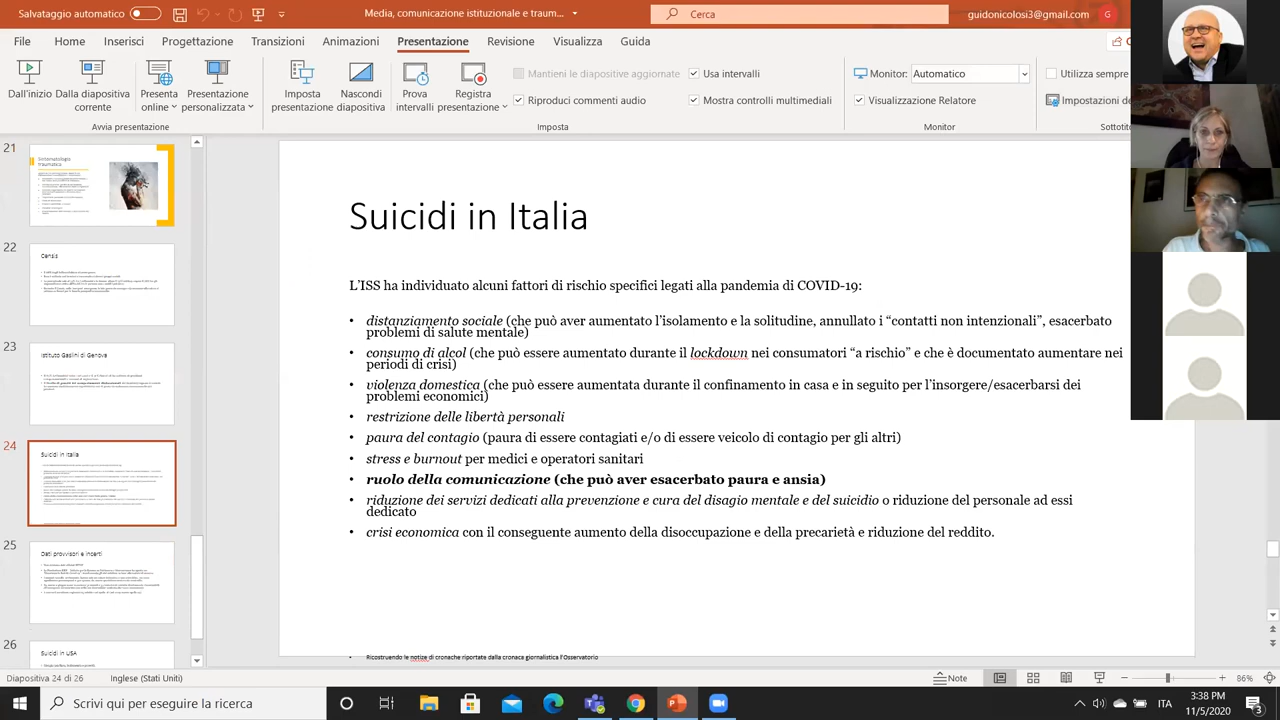 Salvataggio automatico
Effetti psicologici e traum...
Cerca
guidonicolosi3@gmail.com
G
File Home Inserisci Progettazione Transizioni Animazioni Presentazione Revisione Visualizza Guida
Dall'inizio
Dalla diapositiva corrente
Presenta online
Presentazione personalizzata
Avvia presentazione
Imposta presentazione
Nascondi diapositiva
Prova intervalli
Registra presentazione
Mantieni le diapositive aggiornate
Riproduci commenti audio
Usa intervalli
Mostra controlli multimediali
Imposta
Monitor: Automatico
Visualizzazione Relatore
Monitor
Utilizza sempre
Impostazioni de
Sottotito
21
Sintomatologia traumatica
22
Censis
Istituto Gaslini di Genova
24
Suicidi in Italia
25
Dati provvisori e incerti
26
Suicidi in USA
Suicidi in Italia
L'ISS ha individuato alcuni fattori di rischio specifici legati alla pandemia di COVID-19:
• distanziamento sociale (che può aver aumentato l'isolamento e la solitudine, annullato i “contatti non intenzionali”, esacerbato
problemi di salute mentale)
• consumo di alcol (che può essere aumentato durante il lockdown nei consumatori “a rischio” e che è documentato aumentare nei
periodi di crisi)
• violenza domestica (che può essere aumentata durante il confinamento in casa e in seguito per l'insorgere/esacerbarsi dei
problemi economici)
• restrizione delle libertà personali
• paura del contagio (paura di essere contagiati e/o di essere veicolo di contagio per gli altri)
• stress e burnout per medici e operatori sanitari
• ruolo della comunicazione (che può aver esacerbato paura e ansia)
• riduzione dei servizi dedicati alla prevenzione e cura del disagio mentale e del suicidio o riduzione del personale ad essi
dedicato
• crisi economica con il conseguente aumento della disoccupazione e della precarietà e riduzione del reddito.
• Ricostruendo le notize di cronache riportate dalla cronaca giornalistica l'Osservatorio
Diapositiva 24 di 26
Inglese (Stati Uniti)
Note
86%
Scrivi qui per eseguire la ricerca
ITA
3:38 PM
11/5/2020
3